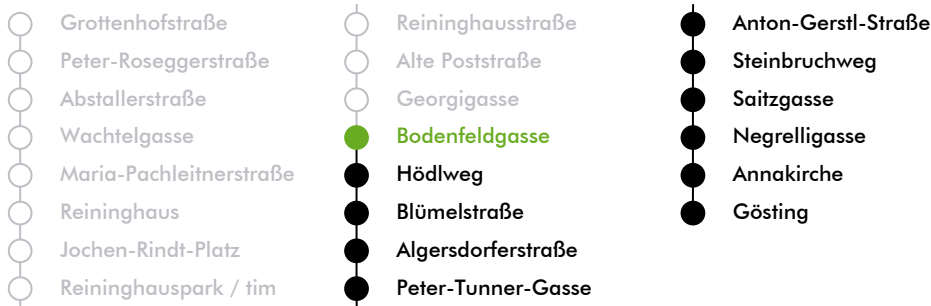 Grottenhofstraße
Peter-Roseggerstraße
Abstallerstraße
Wachtelgasse
Maria-Pachleitnerstraße
Reininghaus
Jochen-Rindt-Platz
Reininghauspark / tim
Reininghausstraße
Alte Poststraße
Georgigasse
Bodenfeldgasse
Hödlweg
Blümelstraße
Algersdorferstraße
Peter-Tunner-Gasse
Anton-Gerstl-Straße
Steinbruchweg
Saitzgasse
Negrelligasse
Annakirche
Gösting